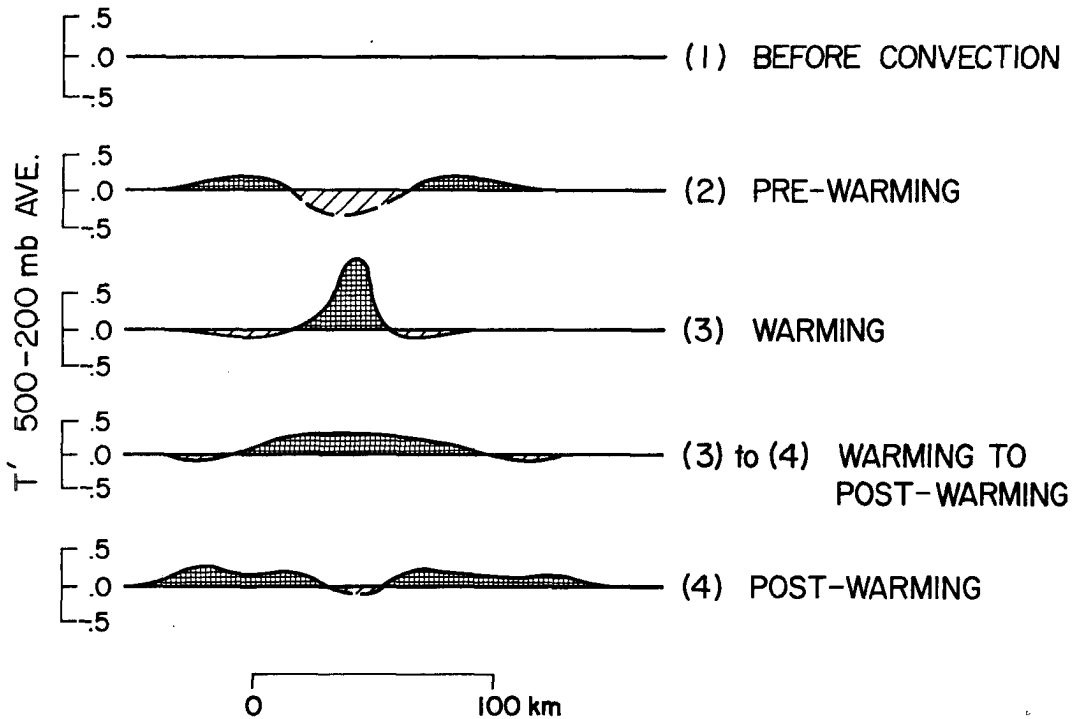 T' 500-200 mb AVE.
.5
.0
-.5
(1) BEFORE CONVECTION
.5
.0
-.5
(2) PRE-WARMING
.5
.0
-.5
(3) WARMING
.5
.0
-.5
(3) to (4) WARMING TO
POST-WARMING
.5
.0
-.5
(4) POST-WARMING
0 100 km